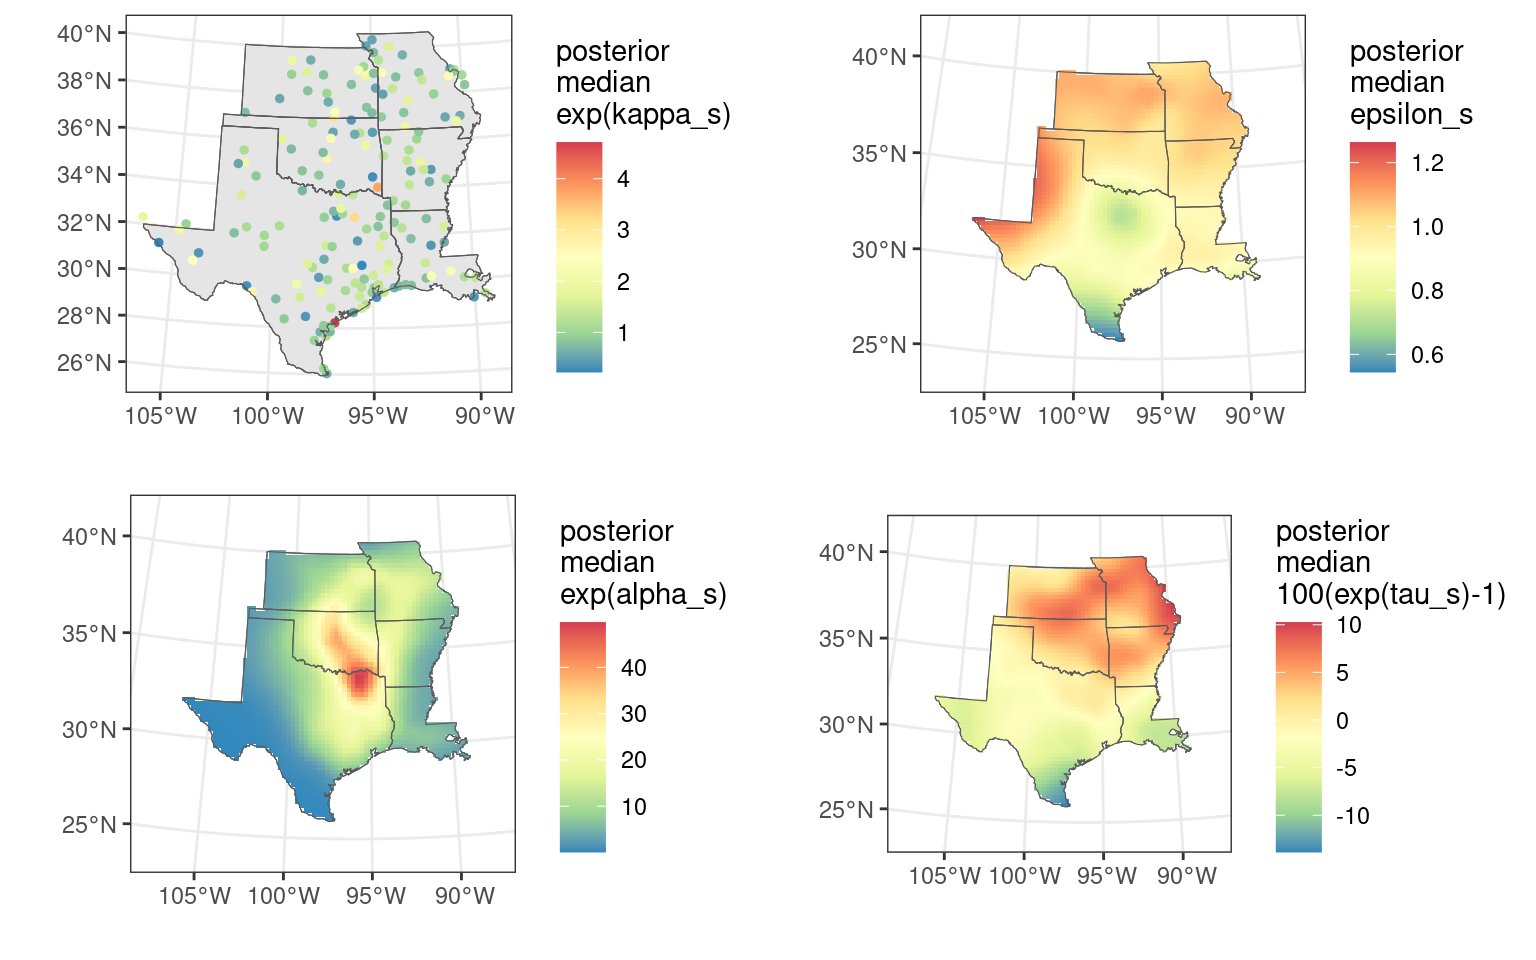 posterior
median
exp(kappa_s)
40°N
38°N
36°N
34°N
32°N
30°N
28°N
26°N
105°W 100°W 95°W 90°W
4
3
2
1
posterior
median
epsilon_s
40°N
35°N
30°N
25°N
105°W 100°W 95°W 90°W
1.2
1.0
0.8
0.6
posterior
median
exp(alpha_s)
40°N
35°N
30°N
25°N
105°W 100°W 95°W 90°W
40
30
20
10
posterior
median
100(exp(tau_s)-1)
40°N
35°N
30°N
25°N
105°W 100°W 95°W 90°W
10
5
0
-5
-10